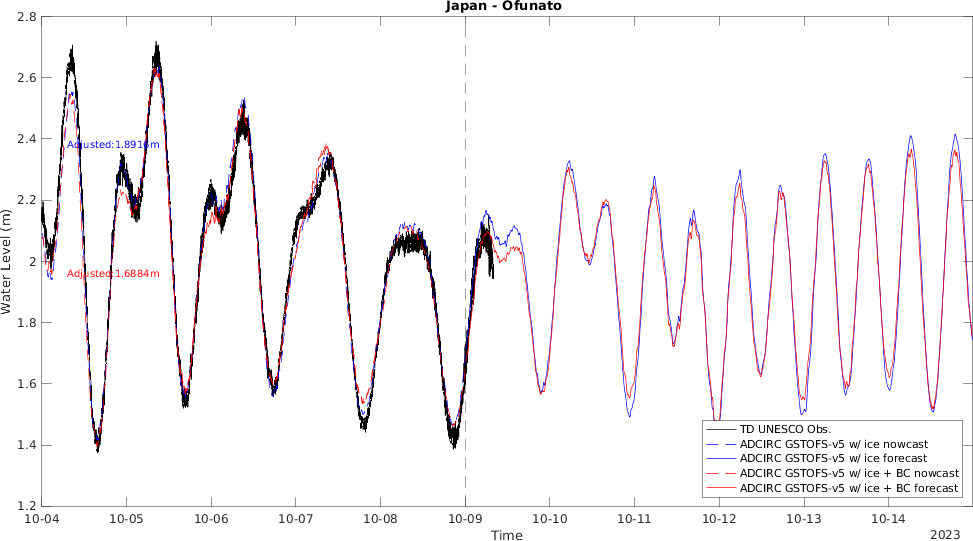 Japan - Ofunato
2.8
2.6
2.4
2.2
2
1.8
1.6
1.4
1.2
Water Level (m)
Adjusted:1.8916m
Adjusted:1.6884m
TD UNESCO Obs.
ADCIRC GSTOFS-v5 w/ ice nowcast
ADCIRC GSTOFS-v5 w/ ice forecast
ADCIRC GSTOFS-v5 w/ ice + BC nowcast
ADCIRC GSTOFS-v5 w/ ice + BC forecast
10-04 10-05 10-06 10-07 10-08 10-09 10-10 10-11 10-12 10-13 10-14
Time
2023